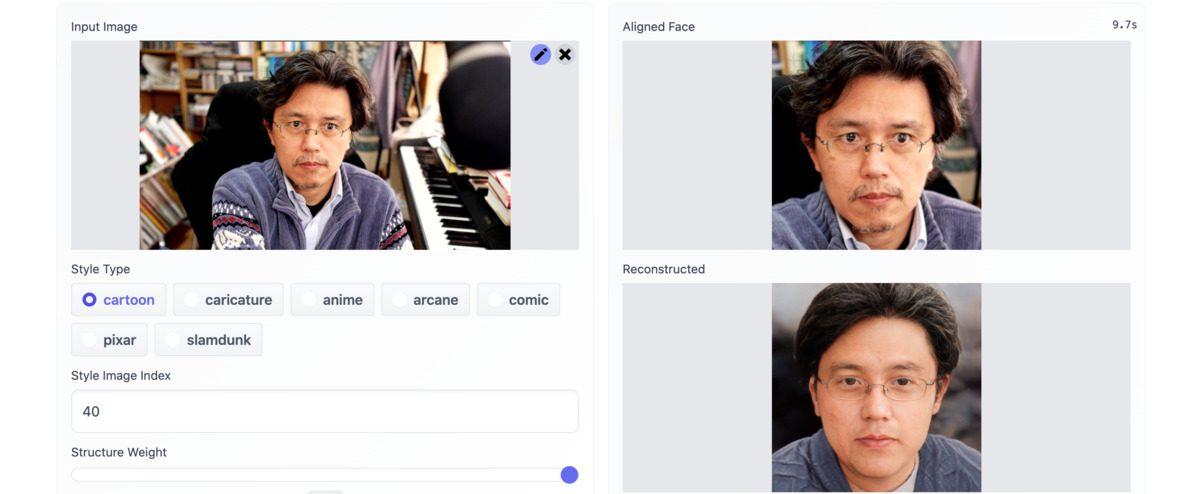 Input Image
Style Type
cartoon caricature anime arcane comic
pixar slamdunk
Style Image Index
40
Structure Weight
Aligned Face 9.7s
Reconstructed